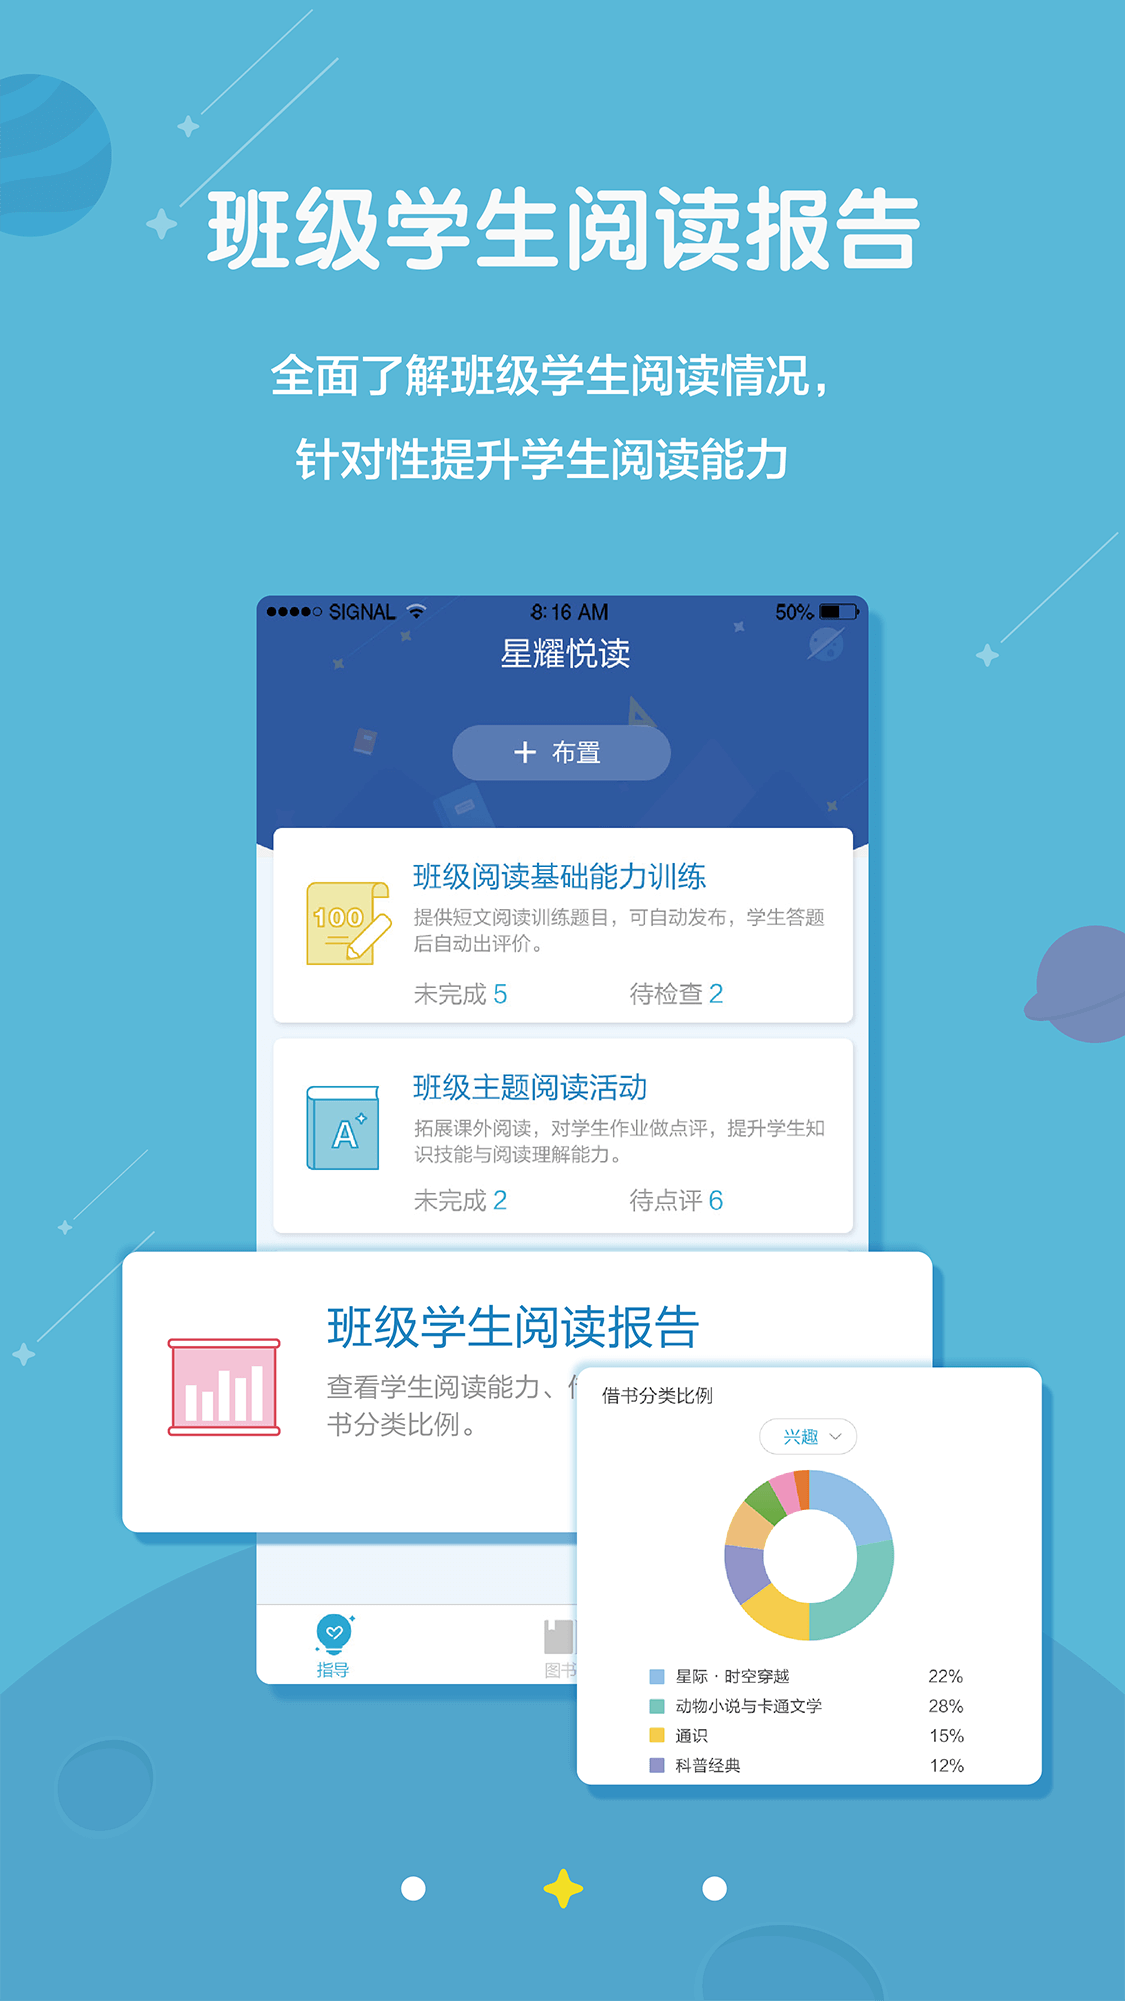 班级学生阅读报告
全面了解班级学生阅读情况，
针对性提升学生阅读能力
SIGNAL 8:16 AM 50%
星耀悦读
+ 布置
班级阅读基础能力训练
100
提供短文阅读训练题目，可自动发布，学生答题
后自动出评价。
未完成 5 待检查 2
班级主题阅读活动
A
拓展课外阅读，对学生作业做点评，提升学生知
识技能与阅读理解能力。
未完成 2 待点评 6
班级学生阅读报告
查看学生阅读能力、
书分类比例。
借书分类比例
兴趣
星际·时空穿越 22%
动物小说与卡通文学 28%
通识 15%
科普经典 12%
指导
图书